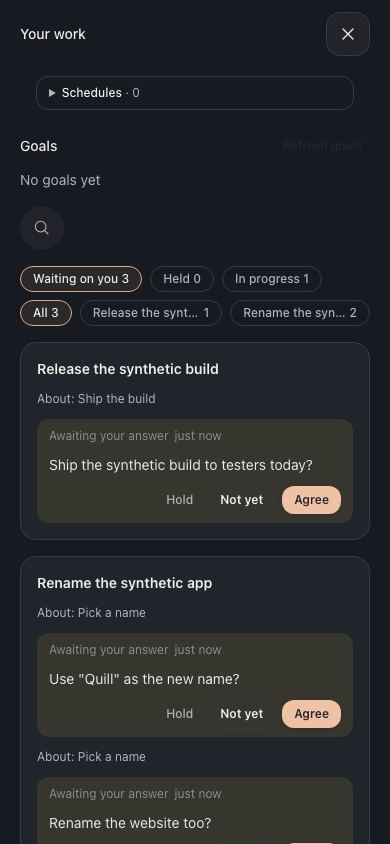 Your work
Schedules · 0
Goals
Refresh goals
No goals yet
Waiting on you 3
Held 0
In progress 1
All 3
Release the synt... 1
Rename the syn... 2
Release the synthetic build
About: Ship the build
Awaiting your answer just now
Ship the synthetic build to testers today?
Hold
Not yet
Agree
Rename the synthetic app
About: Pick a name
Awaiting your answer just now
Use "Quill" as the new name?
Hold
Not yet
Agree
About: Pick a name
Awaiting your answer just now
Rename the website too?